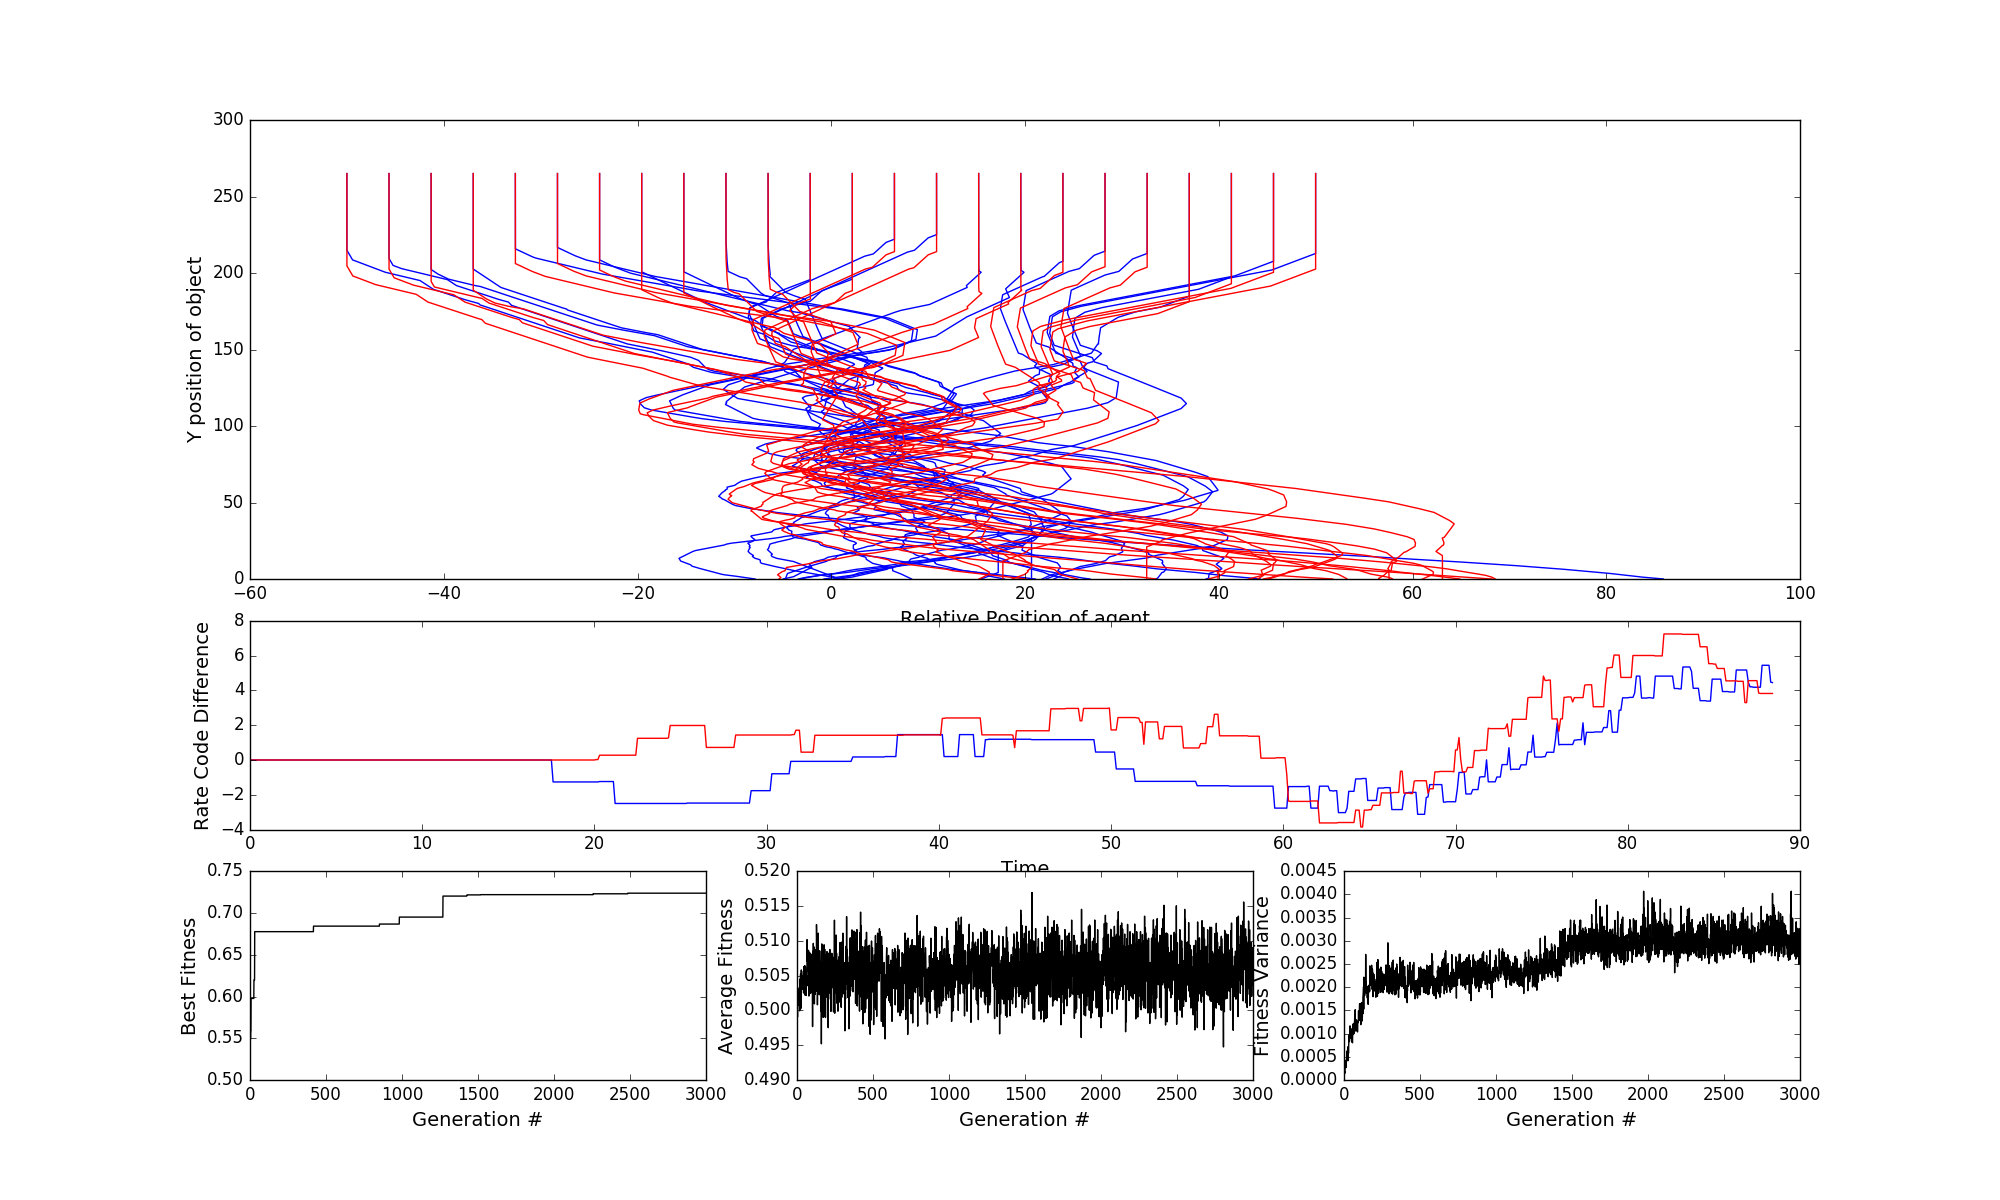 300
250
200
150
100
50
0
Y position of object
−60 −40 −20 0 20 40 60 80 100
Relative Position of agent
8
6
4
2
0
−2
−4
Rate Code Difference
0 10 20 30 40 50 60 70 80 90
Time
0.75
0.70
0.65
0.60
0.55
0.50
Best Fitness
0 500 1000 1500 2000 2500 3000
Generation #
0.520
0.515
0.510
0.505
0.500
0.495
0.490
Average Fitness
0 500 1000 1500 2000 2500 3000
Generation #
0.0045
0.0040
0.0035
0.0030
0.0025
0.0020
0.0015
0.0010
0.0005
0.0000
Fitness Variance
0 500 1000 1500 2000 2500 3000
Generation #